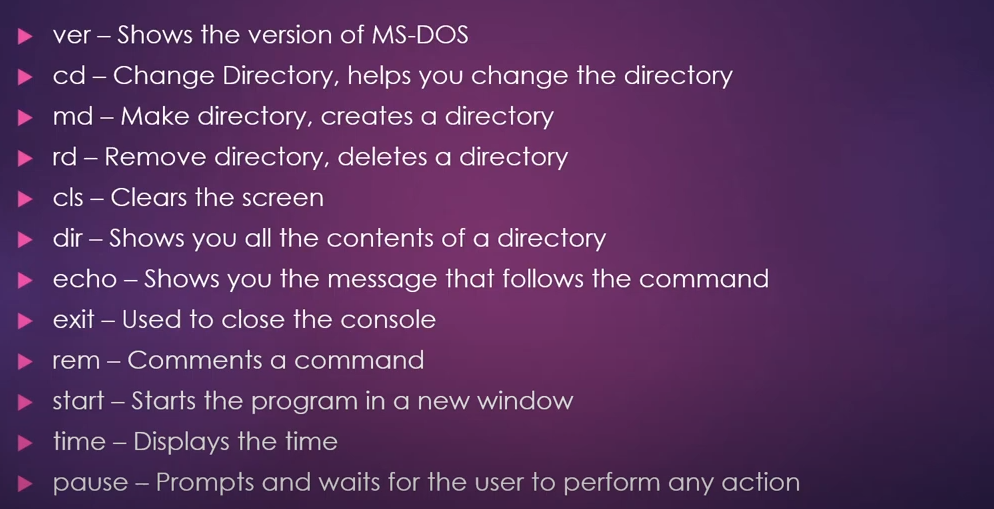 ver – Shows the version of MS-DOS
cd – Change Directory, helps you change the directory
md – Make directory, creates a directory
rd – Remove directory, deletes a directory
cls – Clears the screen
dir – Shows you all the contents of a directory
echo – Shows you the message that follows the command
exit – Used to close the console
rem – Comments a command
start – Starts the program in a new window
time – Displays the time
pause – Prompts and waits for the user to perform any action